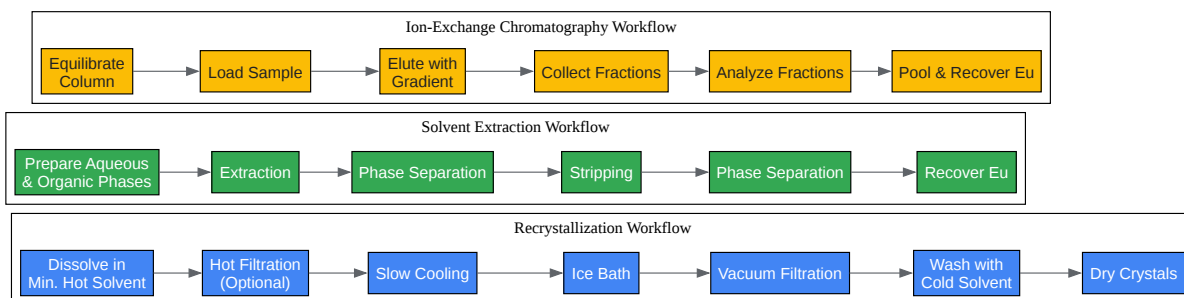 Ion-Exchange Chromatography Workflow
Equilibrate
Column
Load Sample
Elute with
Gradient
Collect Fractions
Analyze Fractions
Pool & Recover Eu
Solvent Extraction Workflow
Prepare Aqueous
& Organic Phases
Extraction
Phase Separation
Stripping
Phase Separation
Recover Eu
Recrystallization Workflow
Dissolve in
Min. Hot Solvent
Hot Filtration
(Optional)
Slow Cooling
Ice Bath
Vacuum Filtration
Wash with
Cold Solvent
Dry Crystals